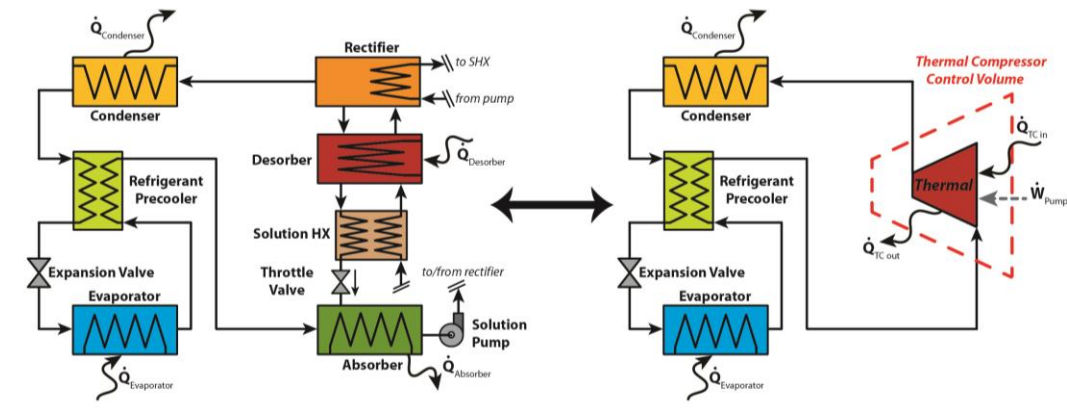 Q̇Condenser
Condenser
Refrigerant
Precooler
Expansion Valve
Evaporator
Q̇Evaporator
Rectifier
to SHX
from pump
Desorber
Q̇Desorber
Solution HX
Throttle
Valve
to/from rectifier
Solution
Pump
Absorber
Q̇Absorber
Q̇Condenser
Condenser
Refrigerant
Precooler
Expansion Valve
Evaporator
Q̇Evaporator
Thermal Compressor
Control Volume
Q̇TC in
Thermal
ẆPump
Q̇TC out